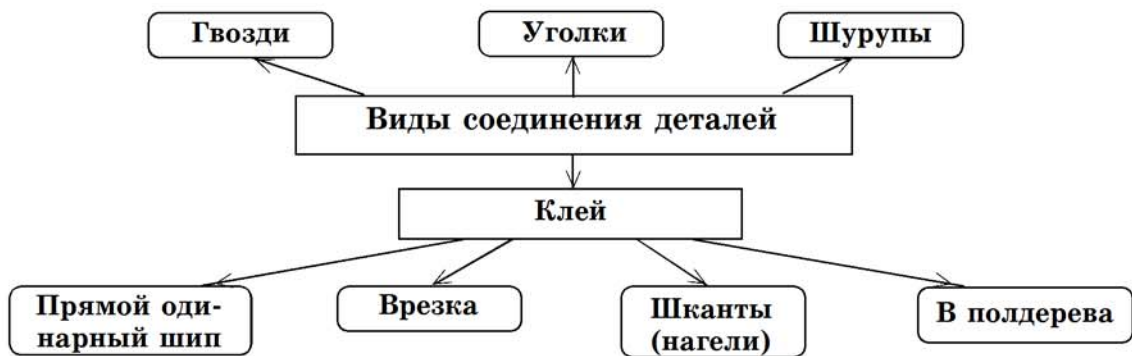 Гвозди
Уголки
Шурупы
Виды соединения деталей
Клей
Прямой оди-
нарный шип
Врезка
Шканты
(нагели)
В полдерева